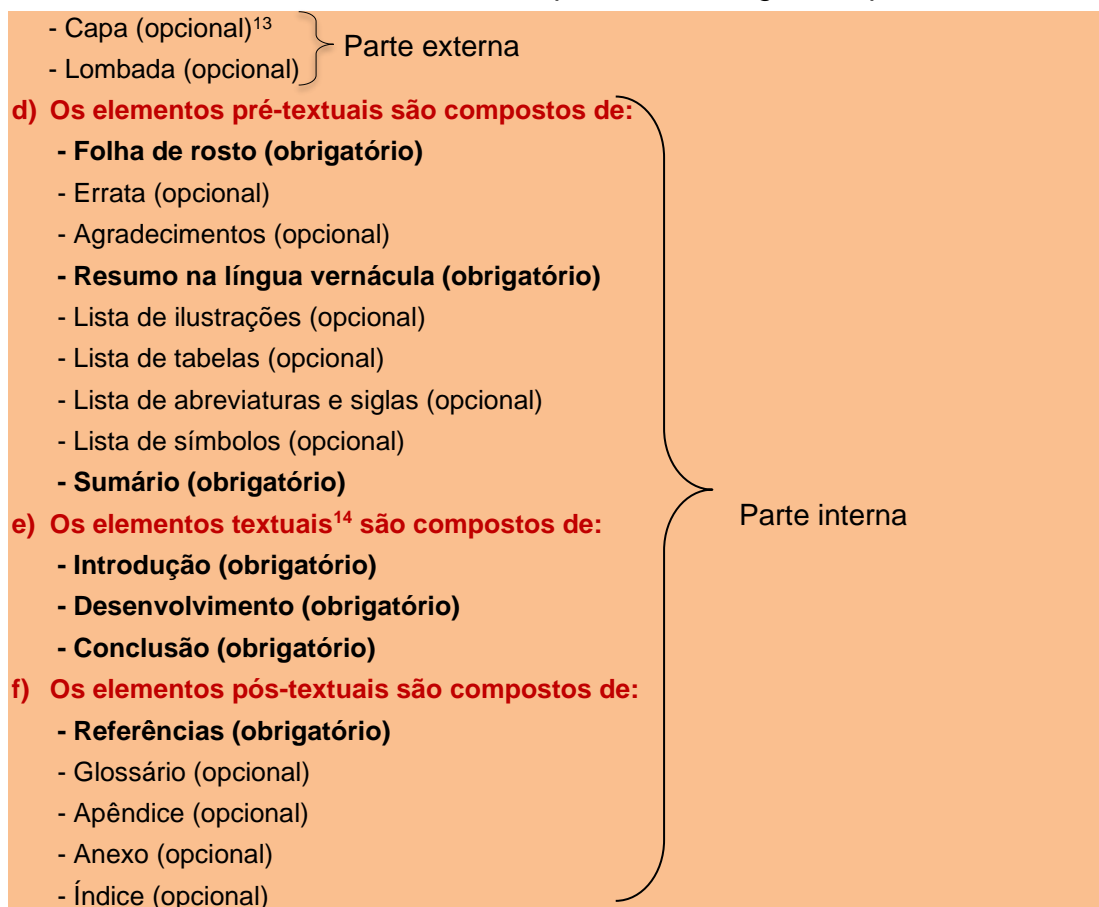 - Capa (opcional)¹³
Parte externa
- Lombada (opcional)
d) Os elementos pré-textuais são compostos de:
- Folha de rosto (obrigatório)
- Errata (opcional)
- Agradecimentos (opcional)
- Resumo na língua vernácula (obrigatório)
- Lista de ilustrações (opcional)
- Lista de tabelas (opcional)
- Lista de abreviaturas e siglas (opcional)
- Lista de símbolos (opcional)
- Sumário (obrigatório)
Parte interna
e) Os elementos textuais¹⁴ são compostos de:
- Introdução (obrigatório)
- Desenvolvimento (obrigatório)
- Conclusão (obrigatório)
f) Os elementos pós-textuais são compostos de:
- Referências (obrigatório)
- Glossário (opcional)
- Apêndice (opcional)
- Anexo (opcional)
- Índice (opcional)